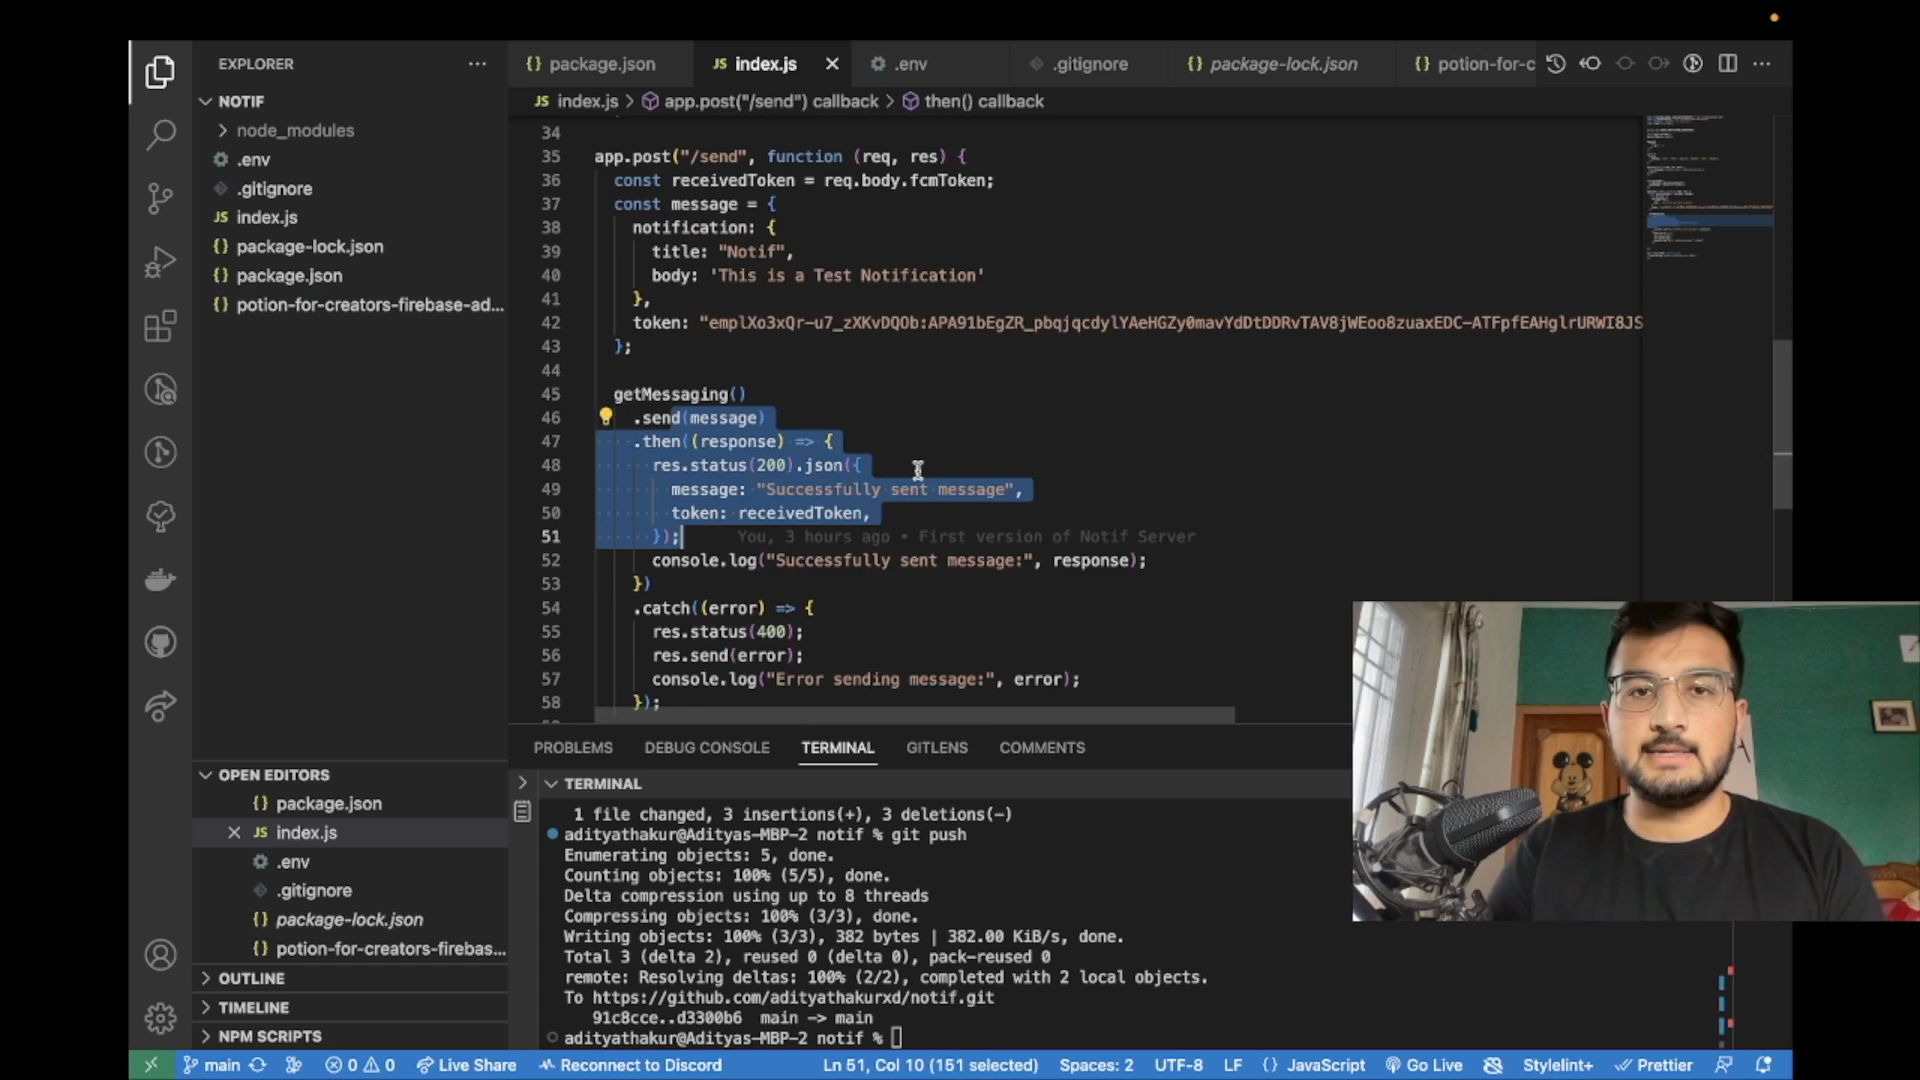 EXPLORER
NOTIF
node_modules
.env
.gitignore
JS index.js
{} package-lock.json
{} package.json
{} potion-for-creators-firebase-ad...
OPEN EDITORS
{} package.json
JS index.js
.env
.gitignore
{} package-lock.json
{} potion-for-creators-firebas...
OUTLINE
TIMELINE
NPM SCRIPTS
{} package.json
JS index.js
.env
.gitignore
{} package-lock.json
{} potion-for-c
JS index.js > app.post("/send") callback > then() callback
34
35 app.post("/send", function (req, res) {
36 const receivedToken = req.body.fcmToken;
37 const message = {
38 notification: {
39 title: "Notif",
40 body: 'This is a Test Notification'
41 },
42 token: "emplXo3xQr-u7_zXKvDQOb:APA91bEgZR_pbqjqcdylYAeHGZy0mavYdDtDDRvTAV8jWEoo8zuaxEDC-ATFpfEAHglrURWI8JS
43 };
44
45 getMessaging()
46 .send(message)
47 .then((response) => {
48 res.status(200).json({
49 message: "Successfully sent message",
50 token: receivedToken,
51 }); You, 3 hours ago • First version of Notif Server
52 console.log("Successfully sent message:", response);
53 })
54 .catch((error) => {
55 res.status(400);
56 res.send(error);
57 console.log("Error sending message:", error);
58 });
PROBLEMS DEBUG CONSOLE TERMINAL GITLENS COMMENTS
TERMINAL
1 file changed, 3 insertions(+), 3 deletions(-)
adityathakur@Adityas-MBP-2 notif % git push
Enumerating objects: 5, done.
Counting objects: 100% (5/5), done.
Delta compression using up to 8 threads
Compressing objects: 100% (3/3), done.
Writing objects: 100% (3/3), 382 bytes | 382.00 KiB/s, done.
Total 3 (delta 2), reused 0 (delta 0), pack-reused 0
remote: Resolving deltas: 100% (2/2), completed with 2 local objects.
To https://github.com/adityathakurxd/notif.git
91c8cce..d3300b6 main -> main
adityathakur@Adityas-MBP-2 notif %
main 0 0 Live Share Reconnect to Discord Ln 51, Col 10 (151 selected) Spaces: 2 UTF-8 LF {} JavaScript Go Live Stylelint+ Prettier